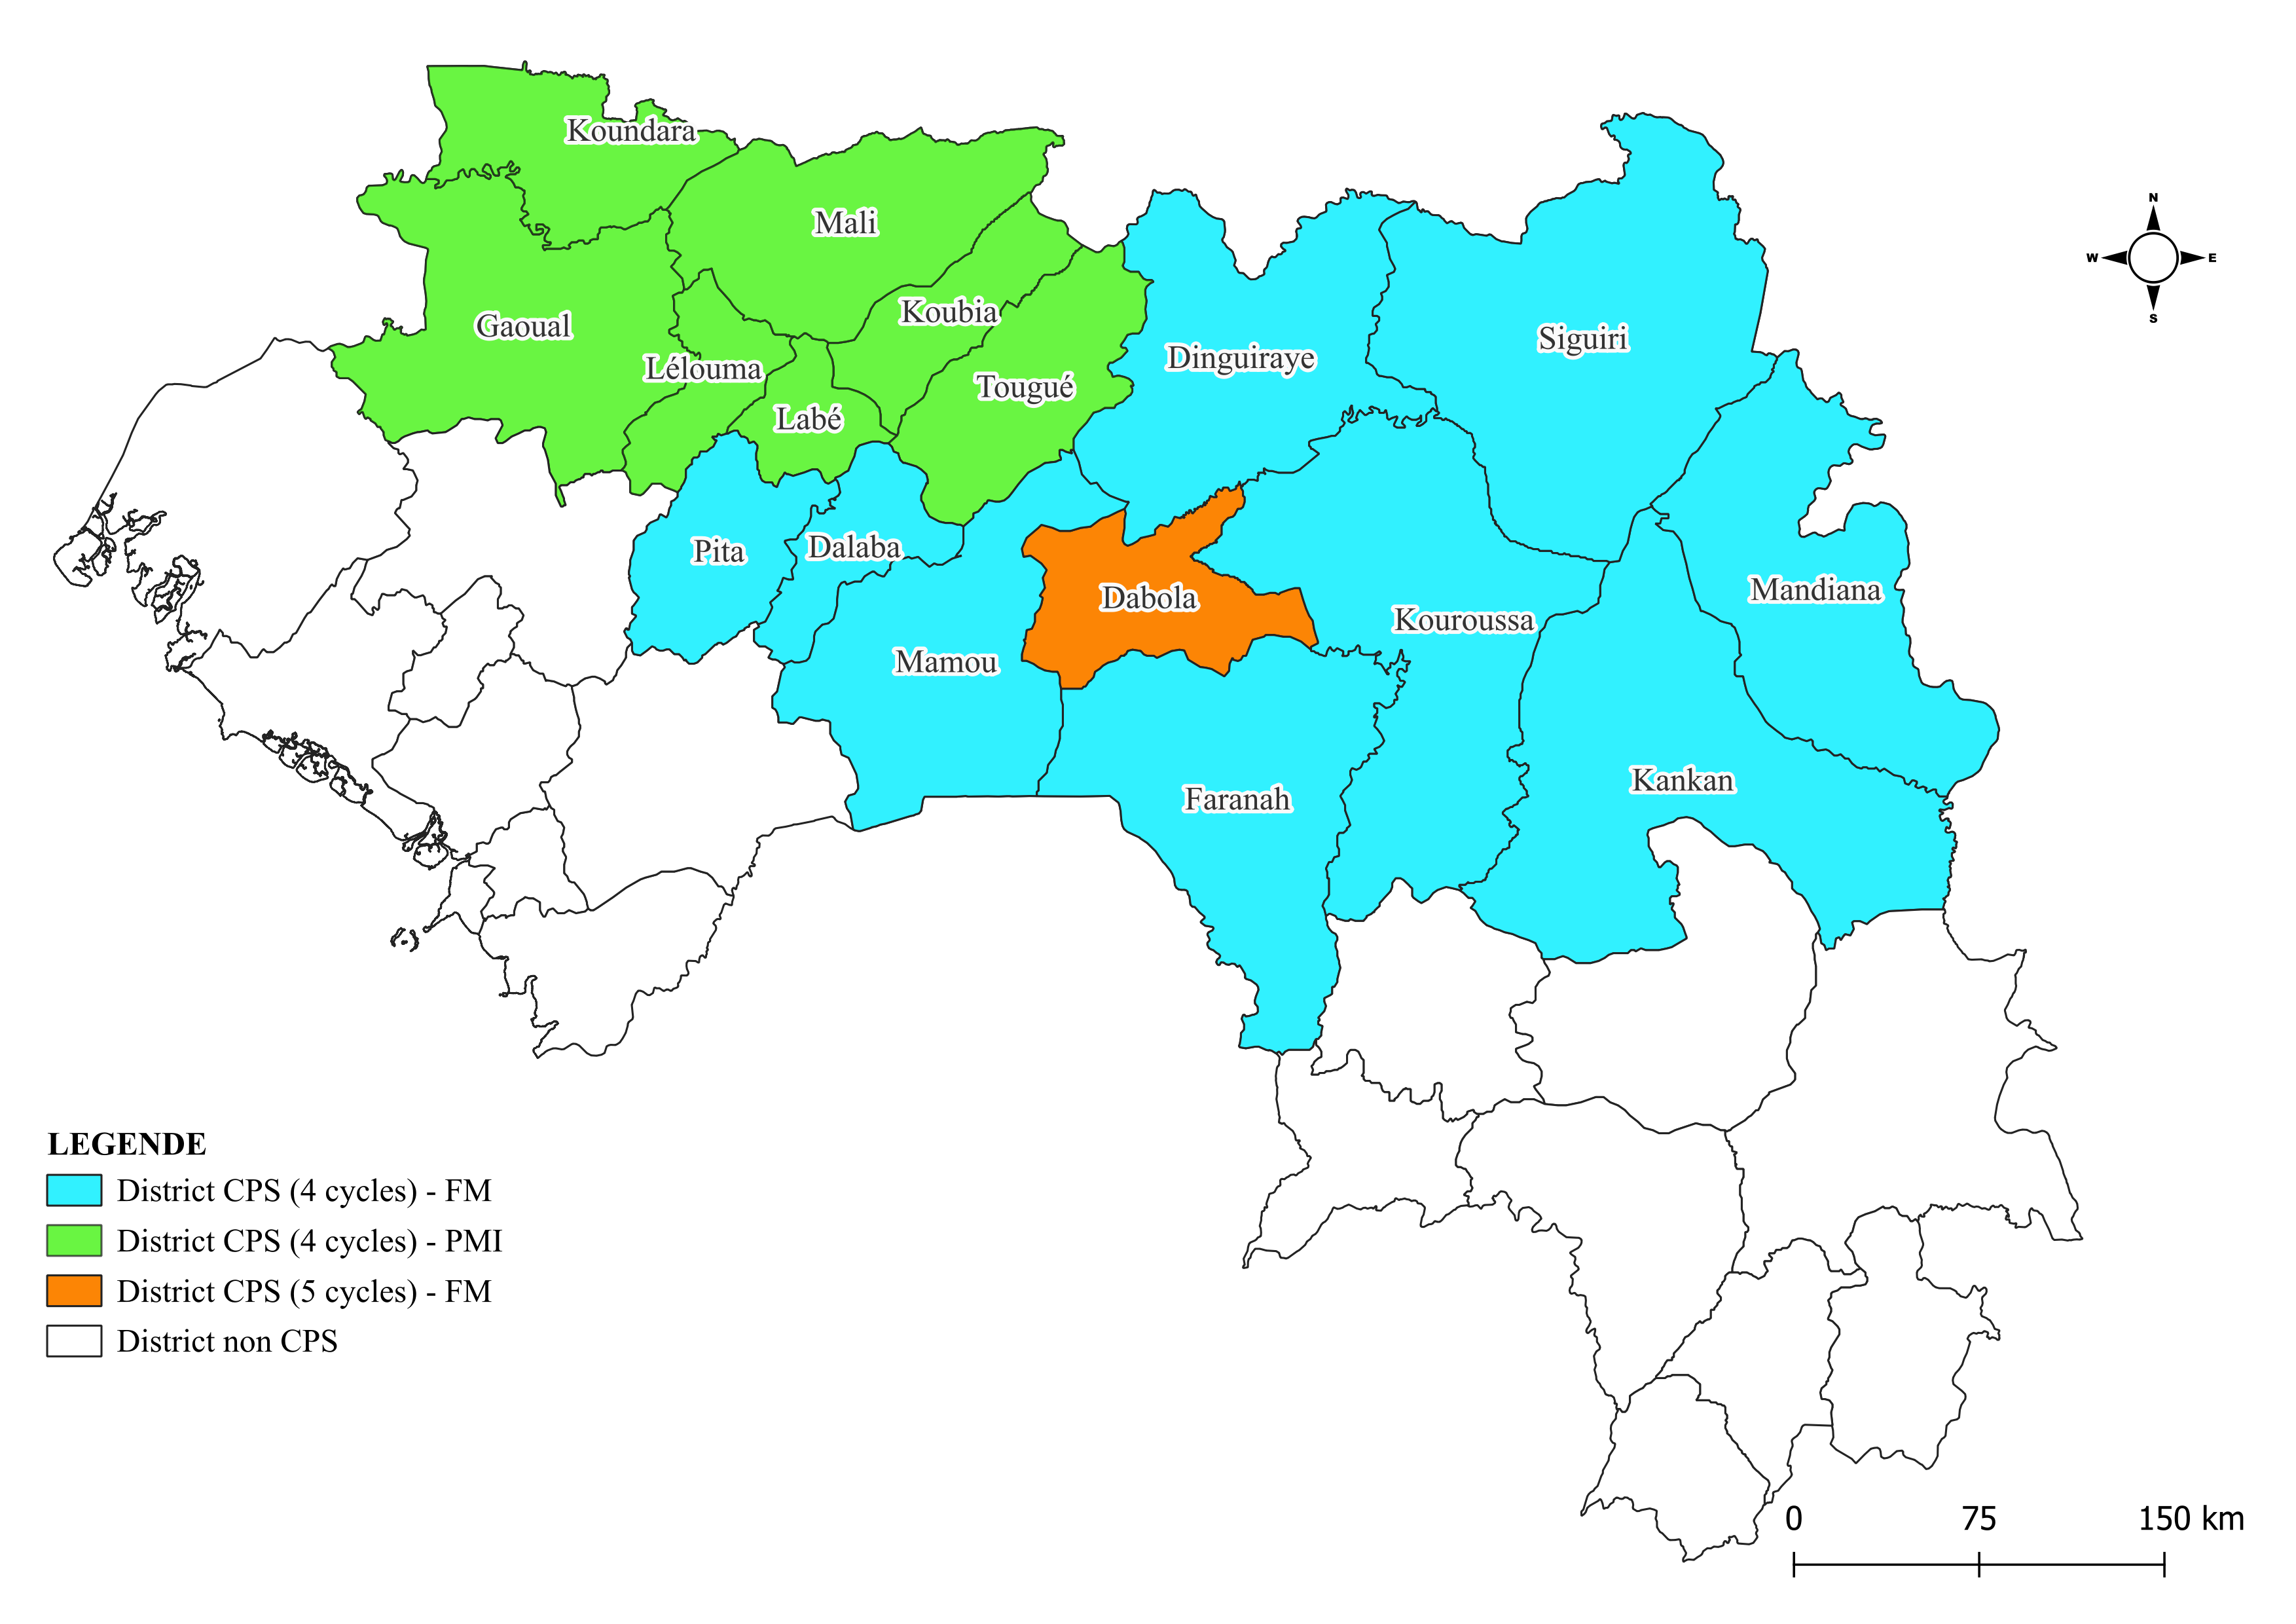 Koundara
N
Mali
W
E
Koubia
S
Gaoual
Siguiri
Dinguiraye
Lélouma
Tougué
Labé
Pita
Dalaba
Mandiana
Dabola
Kouroussa
Mamou
Kankan
Faranah
LEGENDE
District CPS (4 cycles) - FM
District CPS (4 cycles) - PMI
District CPS (5 cycles) - FM
District non CPS
0 75 150 km